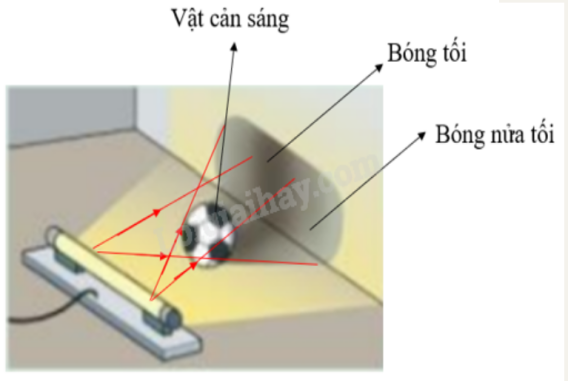 Vật cản sáng
Bóng tối
Bóng nửa tối